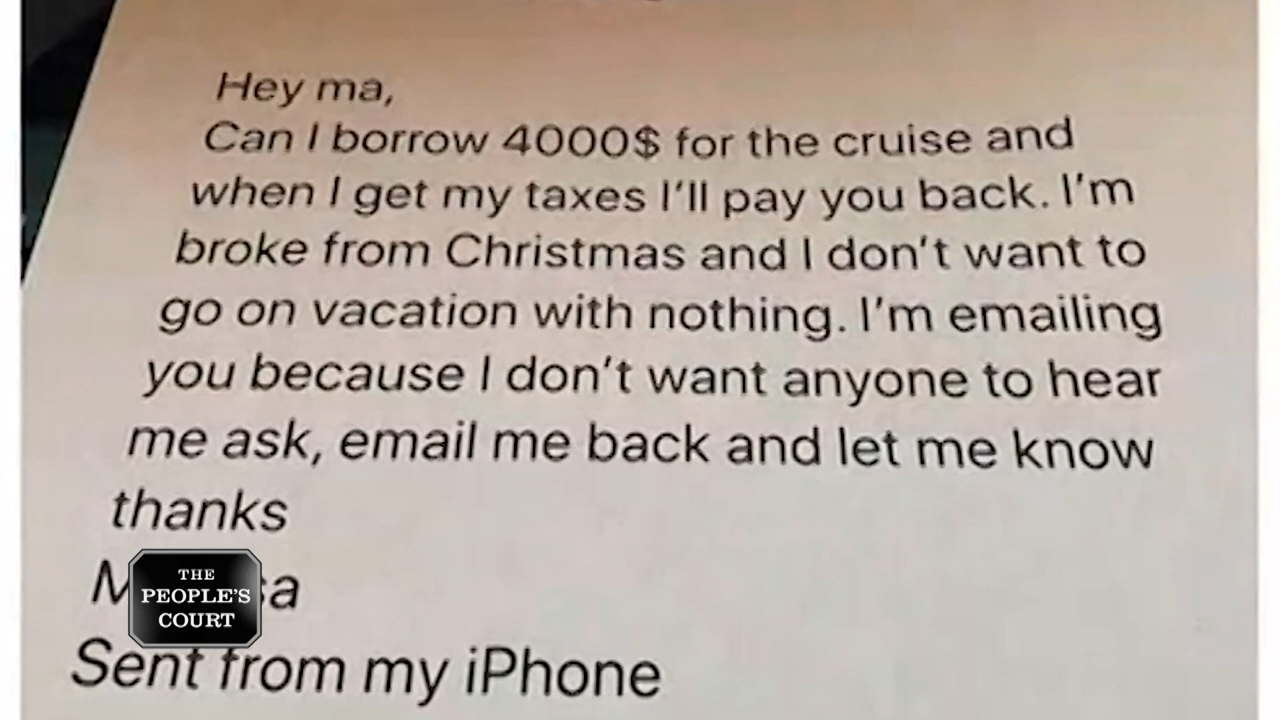 Hey ma,
Can I borrow 4000$ for the cruise and
when I get my taxes I'll pay you back. I'm
broke from Christmas and I don't want to
go on vacation with nothing. I'm emailing
you because I don't want anyone to hear
me ask, email me back and let me know
thanks
THE
PEOPLE'S
COURT
Sent from my iPhone